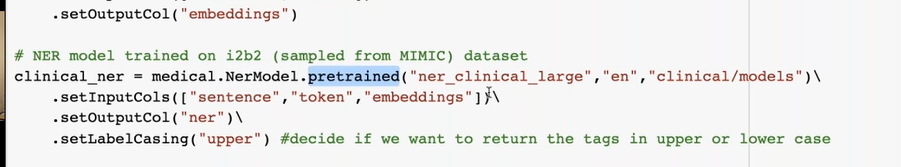 .setOutputCol("embeddings")
# NER model trained on i2b2 (sampled from MIMIC) dataset
clinical_ner = medical.NerModel.pretrained("ner_clinical_large","en","clinical/models")\
.setInputCols(["sentence","token","embeddings"])\
.setOutputCol("ner")\
.setLabelCasing("upper") #decide if we want to return the tags in upper or lower case